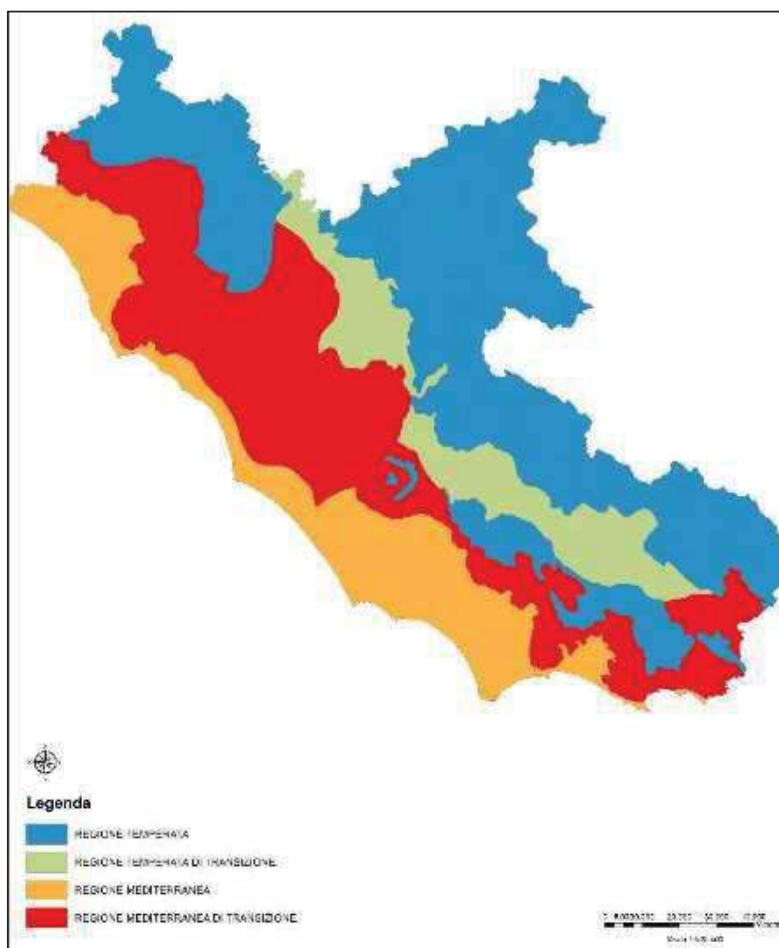 Legenda
REGIONE TEMPERATA
REGIONE TEMPERATA DI TRANSIZIONE
REGIONE MEDITERRANEA
REGIONE MEDITERRANEA DI TRANSIZIONE